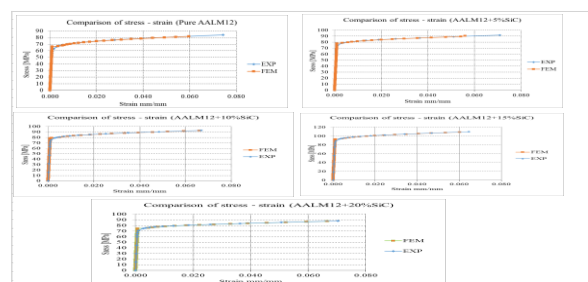 Comparison of stress - strain (Pure AALM12)
Stress [MPa]
90
80
70
60
50
40
30
20
10
0
0.000 0.020 0.040 0.060 0.080
Strain mm/mm
EXP
FEM
Comparison of stress - strain (AALM12+5%SiC)
Stress [MPa]
100
90
80
70
60
50
40
30
20
10
0
0.000 0.020 0.040 0.060 0.080
Strain mm/mm
EXP
FEM
Comparison of stress - strain (AALM12+10%SiC)
Stress [MPa]
100
90
80
70
60
50
40
30
20
10
0
0.000 0.020 0.040 0.060 0.080
Strain mm/mm
FEM
EXP
Comparison of stress - strain (AALM12+15%SiC)
Stress [MPa]
120
100
80
60
40
20
0
0.000 0.020 0.040 0.060 0.080
Strain mm/mm
FEM
EXP
Comparison of stress - strain (AALM12+20%SiC)
Stress [MPa]
100
90
80
70
60
50
40
30
20
10
0
0.000 0.020 0.040 0.060 0.080
Strain mm/mm
FEM
EXP